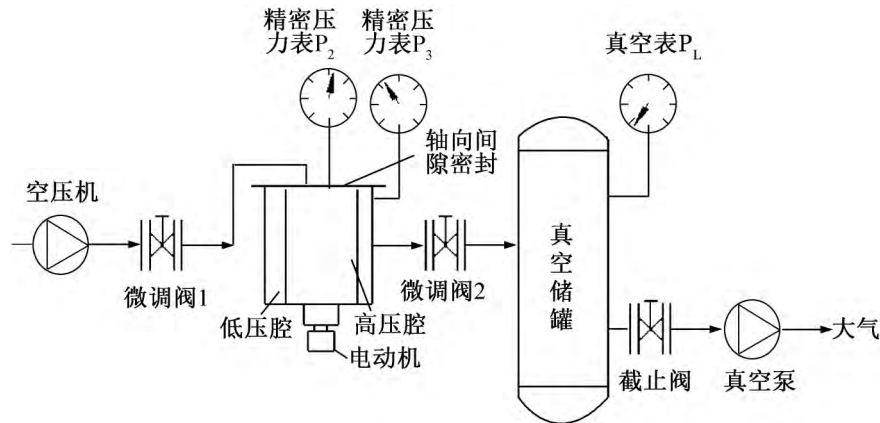 精密压
力表P₂
精密压
力表P₃
真空表P_L
轴向间
隙密封
空压机
微调阀1
低压腔
高压腔
电动机
微调阀2
真空储罐
截止阀
真空泵
大气